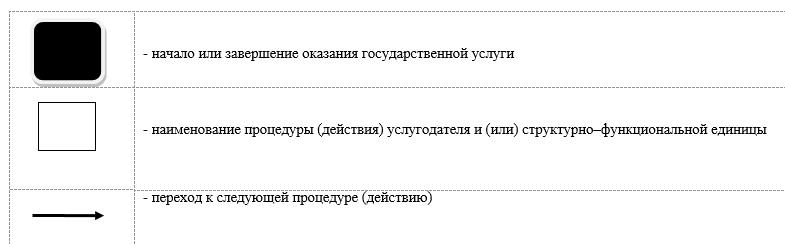 - начало или завершение оказания государственной услуги
- наименование процедуры (действия) услугодателя и (или) структурно–функциональной единицы
- переход к следующей процедуре (действию)